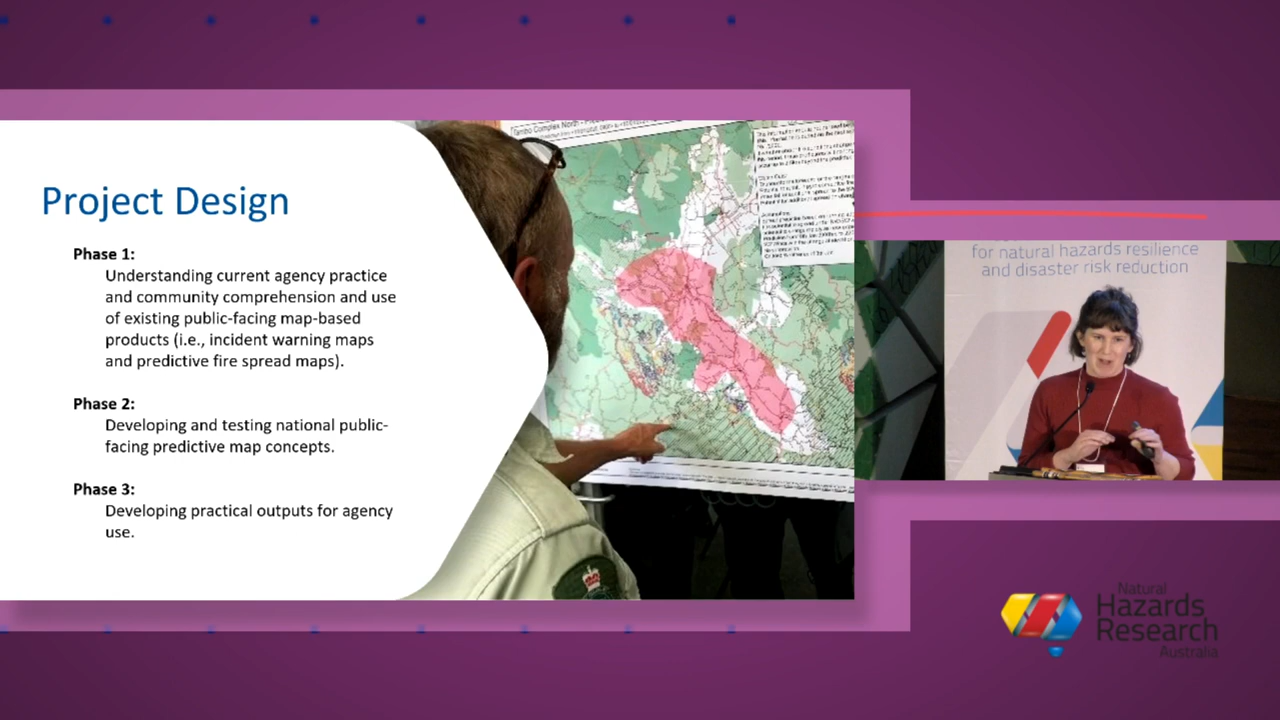 Project Design
Phase 1:
Understanding current agency practice
and community comprehension and use
of existing public-facing map-based
products (i.e., incident warning maps
and predictive fire spread maps).
Phase 2:
Developing and testing national public-
facing predictive map concepts.
Phase 3:
Developing practical outputs for agency
use.
Complex North
for natural hazards resilience
and disaster risk reduction
Natural
Hazards
Research
Australia